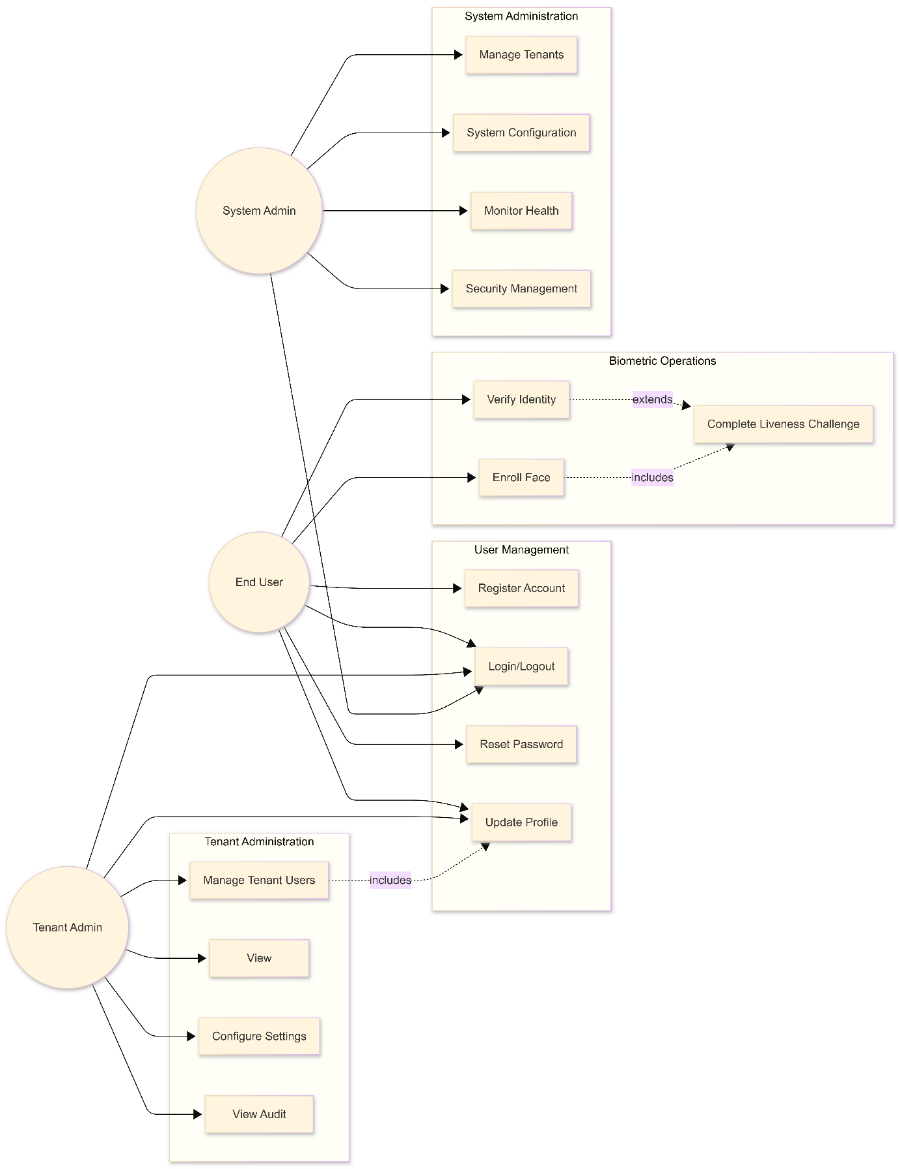 System Administration
Manage Tenants
System Configuration
System Admin
Monitor Health
Security Management
Biometric Operations
Verify Identity
extends
Complete Liveness Challenge
Enroll Face
includes
User Management
End User
Register Account
Login/Logout
Reset Password
Update Profile
Tenant Administration
Manage Tenant Users
includes
Tenant Admin
View
Configure Settings
View Audit